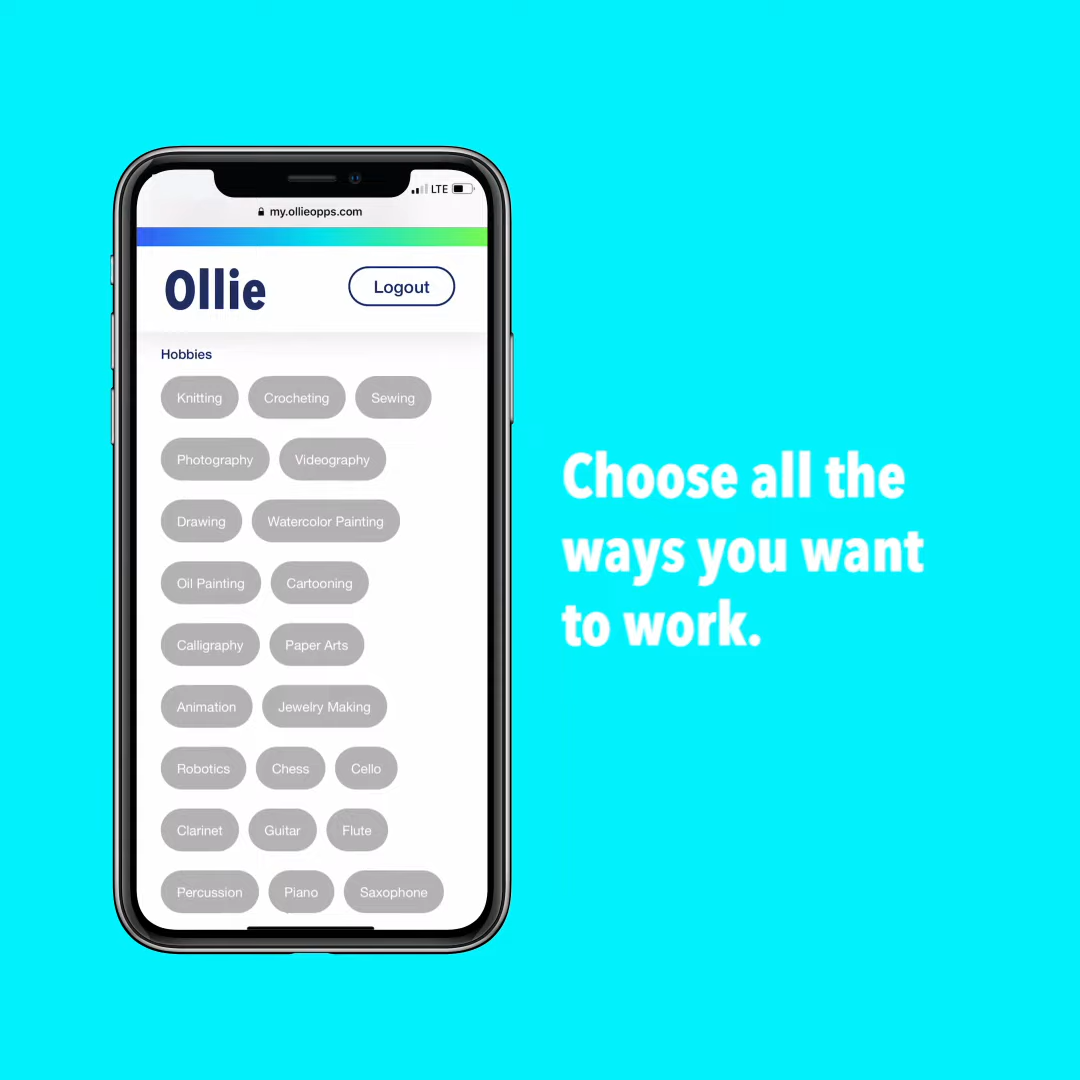 LTE
my.ollieopps.com
Ollie
Logout
Hobbies
Knitting Crocheting Sewing
Photography Videography
Drawing Watercolor Painting
Oil Painting Cartooning
Calligraphy Paper Arts
Animation Jewelry Making
Robotics Chess Cello
Clarinet Guitar Flute
Percussion Piano Saxophone
Choose all the
ways you want
to work.